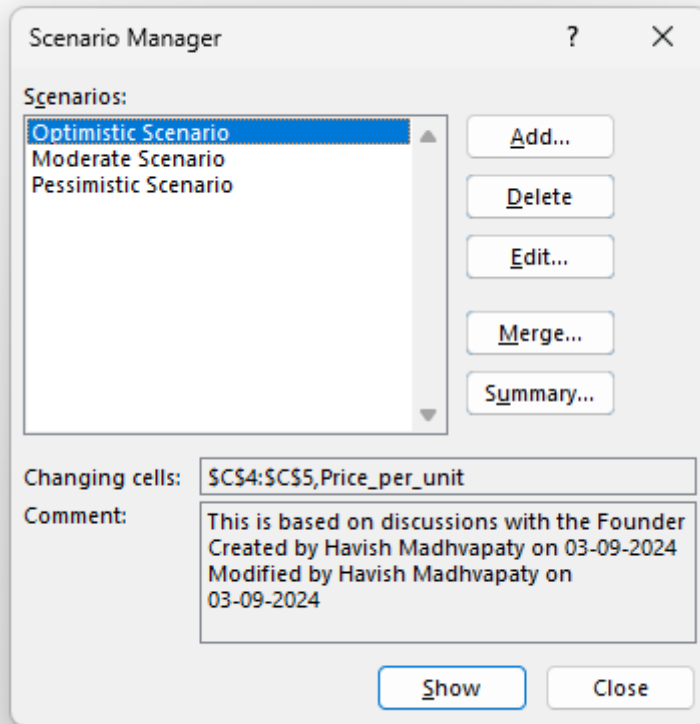 Scenario Manager ?
Scenarios:
Optimistic Scenario
Moderate Scenario
Pessimistic Scenario
Add...
Delete
Edit...
Merge...
Summary...
Changing cells: $C$4:$C$5,Price_per_unit
Comment:
This is based on discussions with the Founder
Created by Havish Madhvapaty on 03-09-2024
Modified by Havish Madhvapaty on
03-09-2024
Show
Close